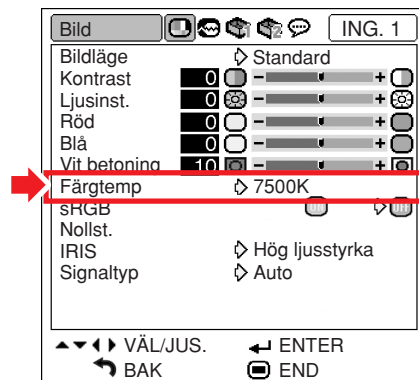 Bild ING. 1
Bildläge Standard
Kontrast 0 - +
Ljusinst. 0 - +
Röd 0 - +
Blå 0 - +
Vit betoning 10 - +
Färgtemp 7500K
sRGB
Nollst.
IRIS Hög ljusstyrka
Signaltyp Auto
VÄL/JUS. ENTER
BAK END